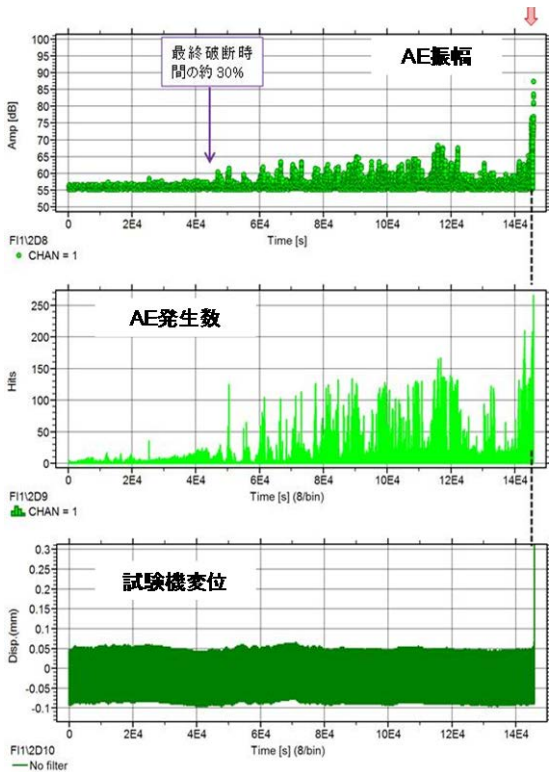 100
95
90
85
80
75
70
65
60
55
50
Amp [dB]
最終破断時
間の約30%
AE振幅
0
2E4
4E4
6E4
8E4
10E4
12E4
14E4
Time [s]
FI1\2D8
CHAN = 1
250
200
150
100
50
0
Hits
AE発生数
0
2E4
4E4
6E4
8E4
10E4
12E4
14E4
Time [s] (8/bin)
FI1\2D9
CHAN = 1
0.3
0.25
0.2
0.15
0.1
0.05
0
-0.05
-0.1
Disp.(mm)
試験機変位
0
2E4
4E4
6E4
8E4
10E4
12E4
14E4
Time [s] (8/bin)
FI1\2D10
No filter